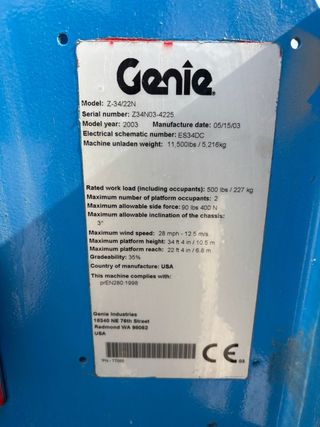 Genie
Model: Z-34/22N
Serial number: Z34N03-4225
Model year: 2003 Manufacture date: 05/15/03
Electrical schematic number: ES34DC
Machine unladen weight: 11,500lbs / 5,216kg
Rated work load (including occupants): 500 lbs / 227 kg
Maximum number of platform occupants: 2
Maximum allowable side force: 90 lbs 400 N
Maximum allowable inclination of the chassis:
3°
Maximum wind speed: 28 mph - 12.5 m/s.
Maximum platform height: 34 ft 4 in / 10.5 m
Maximum platform reach: 22 ft 4 in / 6.8 m
Gradeability: 35%
Country of manufacture: USA
This machine complies with:
prEN280:1998
Genie Industries
18340 NE 76th Street
Redmond WA 98052
USA
CE